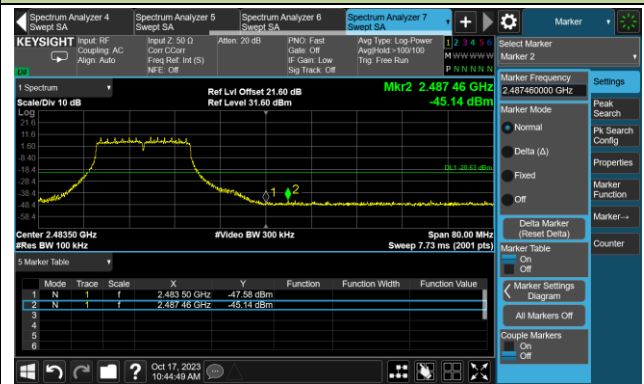 Spectrum Analyzer 4
Swept SA
Spectrum Analyzer 5
Swept SA
Spectrum Analyzer 6
Swept SA
Spectrum Analyzer 7
Swept SA
Marker
KEYSIGHT
Input: RF
Coupling: AC
Align: Auto
Input Z: 50 Ω
Corr CCorr
Freq Ref: Int (S)
NFE: Off
Atten: 20 dB
PNO: Fast
Gate: Off
IF Gain: Low
Sig Track: Off
Avg Type: Log-Power
Avg|Hold:>100/100
Trig: Free Run
1 2 3 4 5 6
M W W W W W
P N N N N N
LXI
Select Marker
Marker 2
1 Spectrum
Scale/Div 10 dB
Log
Ref Lvl Offset 21.60 dB
Ref Level 31.60 dBm
Mkr2 2.487 46 GHz
-45.14 dBm
21.6
11.6
1.60
-8.40
-18.4
-28.4
-38.4
-48.4
-58.4
DL1 -20.53 dBm
1
2
Center 2.48350 GHz
#Res BW 100 kHz
#Video BW 300 kHz
Span 80.00 MHz
Sweep 7.73 ms (2001 pts)
5 Marker Table
Mode Trace Scale X Y Function Function Width Function Value
1 N 1 f 2.483 50 GHz -47.58 dBm
2 N 1 f 2.487 46 GHz -45.14 dBm
3
4
5
6
Marker Frequency
2.487460000 GHz
Marker Mode
Normal
Delta (Δ)
Fixed
Off
Delta Marker
(Reset Delta)
Marker Table
On
Off
Marker Settings
Diagram
All Markers Off
Couple Markers
On
Off
Settings
Peak
Search
Pk Search
Config
Properties
Marker
Function
Marker→
Counter
Oct 17, 2023
10:44:49 AM